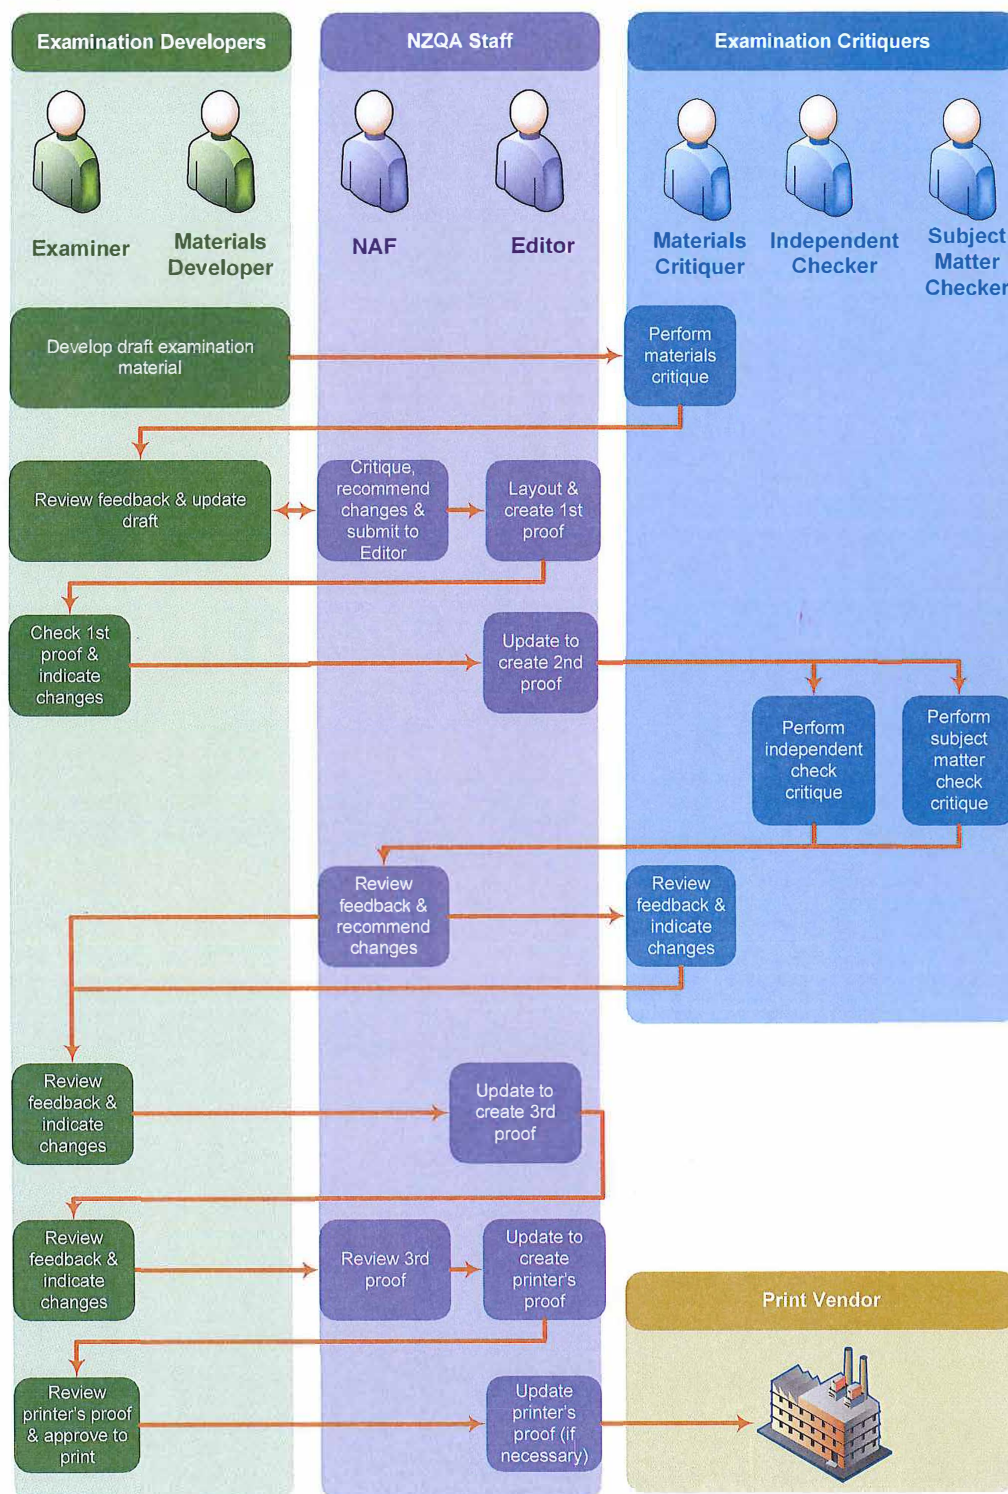 Examination Developers
NZQA Staff
Examination Critiquers
Examiner
Materials
Developer
NAF
Editor
Materials
Critiquer
Independent
Checker
Subject
Matter
Checker
Develop draft examination
material
Perform
materials
critique
Review feedback & update
draft
Critique,
recommend
changes &
submit to
Editor
Layout &
create 1st
proof
Check 1st
proof &
indicate
changes
Update to
create 2nd
proof
Perform
independent
check
critique
Perform
subject
matter
check
critique
Review
feedback &
recommend
changes
Review
feedback &
indicate
changes
Review
feedback &
indicate
changes
Update to
create 3rd
proof
Review
feedback &
indicate
changes
Review 3rd
proof
Update to
create
printer's
proof
Print Vendor
Review
printer's proof
& approve to
print
Update
printer's
proof (if
necessary)